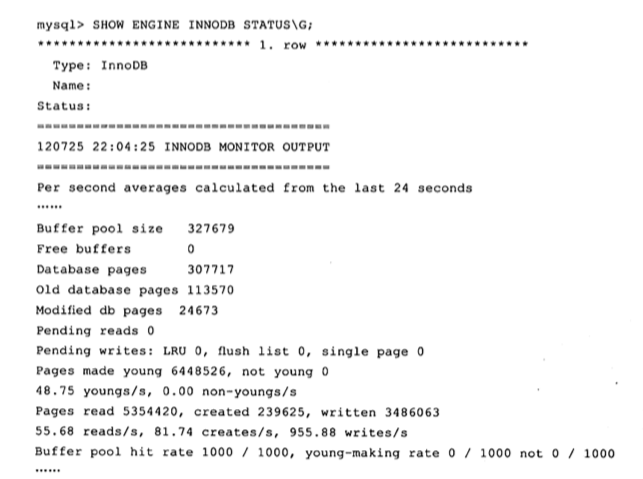 mysql> SHOW ENGINE INNODB STATUS\G;
*************************** 1. row ***************************
Type: InnoDB
Name:
Status:
=====================================
120725 22:04:25 INNODB MONITOR OUTPUT
=====================================
Per second averages calculated from the last 24 seconds
……
Buffer pool size 327679
Free buffers 0
Database pages 307717
Old database pages 113570
Modified db pages 24673
Pending reads 0
Pending writes: LRU 0, flush list 0, single page 0
Pages made young 6448526, not young 0
48.75 youngs/s, 0.00 non-youngs/s
Pages read 5354420, created 239625, written 3486063
55.68 reads/s, 81.74 creates/s, 955.88 writes/s
Buffer pool hit rate 1000 / 1000, young-making rate 0 / 1000 not 0 / 1000
……